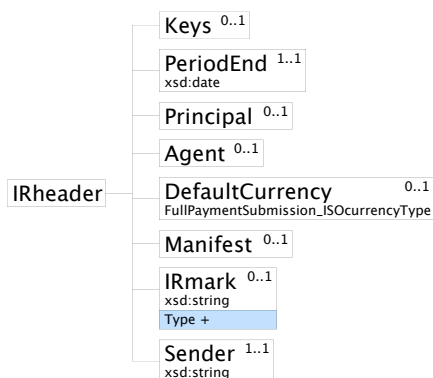 Keys 0..1
PeriodEnd 1..1
xsd:date
Principal 0..1
Agent 0..1
IRheader
DefaultCurrency 0..1
FullPaymentSubmission_ISOcurrencyType
Manifest 0..1
IRmark 0..1
xsd:string
Type +
Sender 1..1
xsd:string